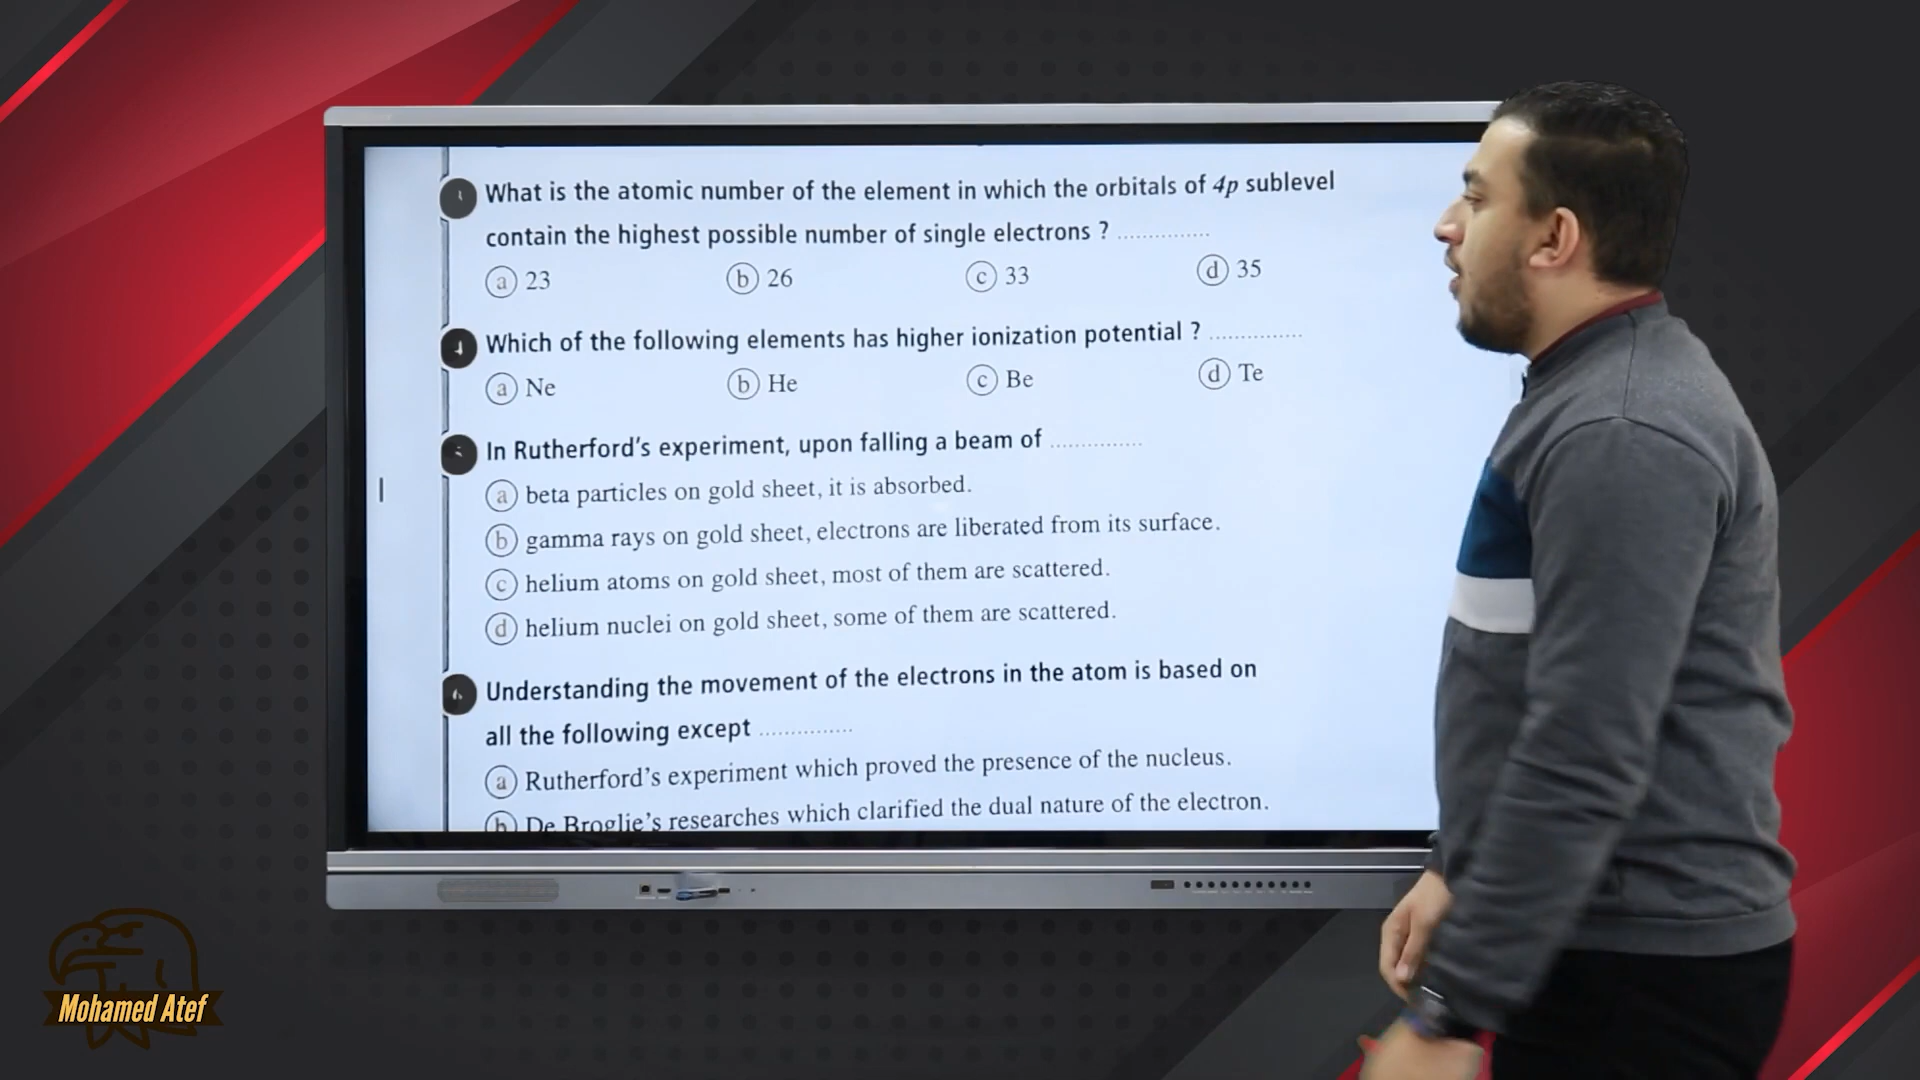 What is the atomic number of the element in which the orbitals of 4p sublevel
contain the highest possible number of single electrons ? ..............
a 23 b 26 c 33 d 35
Which of the following elements has higher ionization potential ? ..............
a Ne b He c Be d Te
In Rutherford's experiment, upon falling a beam of ..............
a beta particles on gold sheet, it is absorbed.
b gamma rays on gold sheet, electrons are liberated from its surface.
c helium atoms on gold sheet, most of them are scattered.
d helium nuclei on gold sheet, some of them are scattered.
Understanding the movement of the electrons in the atom is based on
all the following except ..............
a Rutherford's experiment which proved the presence of the nucleus.
b De Broglie's researches which clarified the dual nature of the electron.
Mohamed Atef